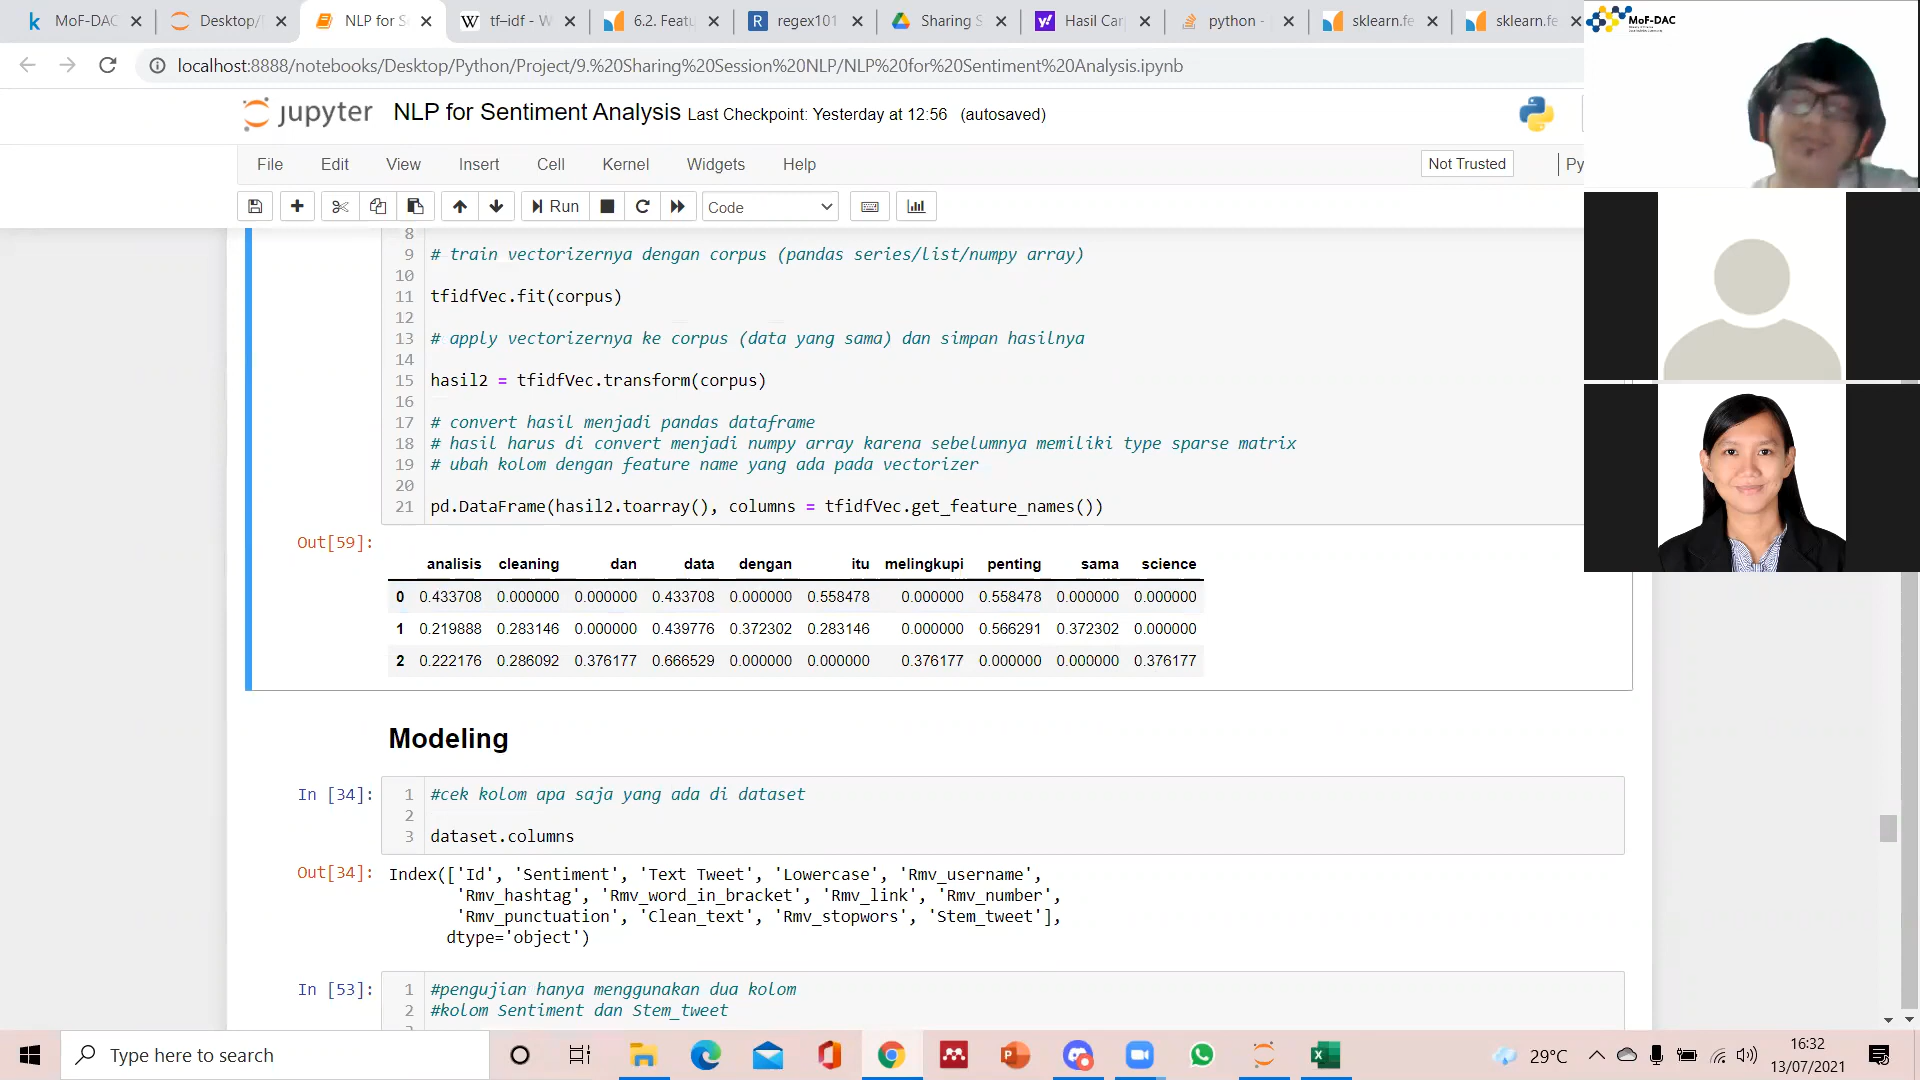 MoF-DAC
Desktop/
NLP for S
tf–idf - W
6.2. Featu
regex101
Sharing S
Hasil Car
python -
sklearn.fe
sklearn.fe
MoF-DAC
localhost:8888/notebooks/Desktop/Python/Project/9.%20Sharing%20Session%20NLP/NLP%20for%20Sentiment%20Analysis.ipynb
jupyter NLP for Sentiment Analysis Last Checkpoint: Yesterday at 12:56 (autosaved)
File Edit View Insert Cell Kernel Widgets Help Not Trusted Py
Run Code
8
9 # train vectorizernya dengan corpus (pandas series/list/numpy array)
10
11 tfidfVec.fit(corpus)
12
13 # apply vectorizernya ke corpus (data yang sama) dan simpan hasilnya
14
15 hasil2 = tfidfVec.transform(corpus)
16
17 # convert hasil menjadi pandas dataframe
18 # hasil harus di convert menjadi numpy array karena sebelumnya memiliki type sparse matrix
19 # ubah kolom dengan feature name yang ada pada vectorizer
20
21 pd.DataFrame(hasil2.toarray(), columns = tfidfVec.get_feature_names())
Out[59]:
analisis cleaning dan data dengan itu melingkupi penting sama science
0 0.433708 0.000000 0.000000 0.433708 0.000000 0.558478 0.000000 0.558478 0.000000 0.000000
1 0.219888 0.283146 0.000000 0.439776 0.372302 0.283146 0.000000 0.566291 0.372302 0.000000
2 0.222176 0.286092 0.376177 0.666529 0.000000 0.000000 0.376177 0.000000 0.000000 0.376177
Modeling
In [34]: 1 #cek kolom apa saja yang ada di dataset
2
3 dataset.columns
Out[34]: Index(['Id', 'Sentiment', 'Text Tweet', 'Lowercase', 'Rmv_username',
'Rmv_hashtag', 'Rmv_word_in_bracket', 'Rmv_link', 'Rmv_number',
'Rmv_punctuation', 'Clean_text', 'Rmv_stopwors', 'Stem_tweet'],
dtype='object')
In [53]: 1 #pengujian hanya menggunakan dua kolom
2 #kolom Sentiment dan Stem_tweet
Type here to search
29°C
16:32
13/07/2021